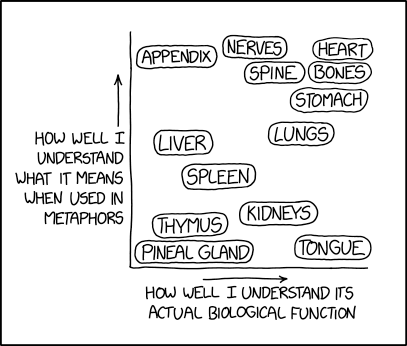 APPENDIX
NERVES
HEART
SPINE
BONES
STOMACH
LIVER
LUNGS
SPLEEN
KIDNEYS
THYMUS
PINEAL GLAND
TONGUE
HOW WELL I
UNDERSTAND
WHAT IT MEANS
WHEN USED IN
METAPHORS
HOW WELL I UNDERSTAND ITS
ACTUAL BIOLOGICAL FUNCTION